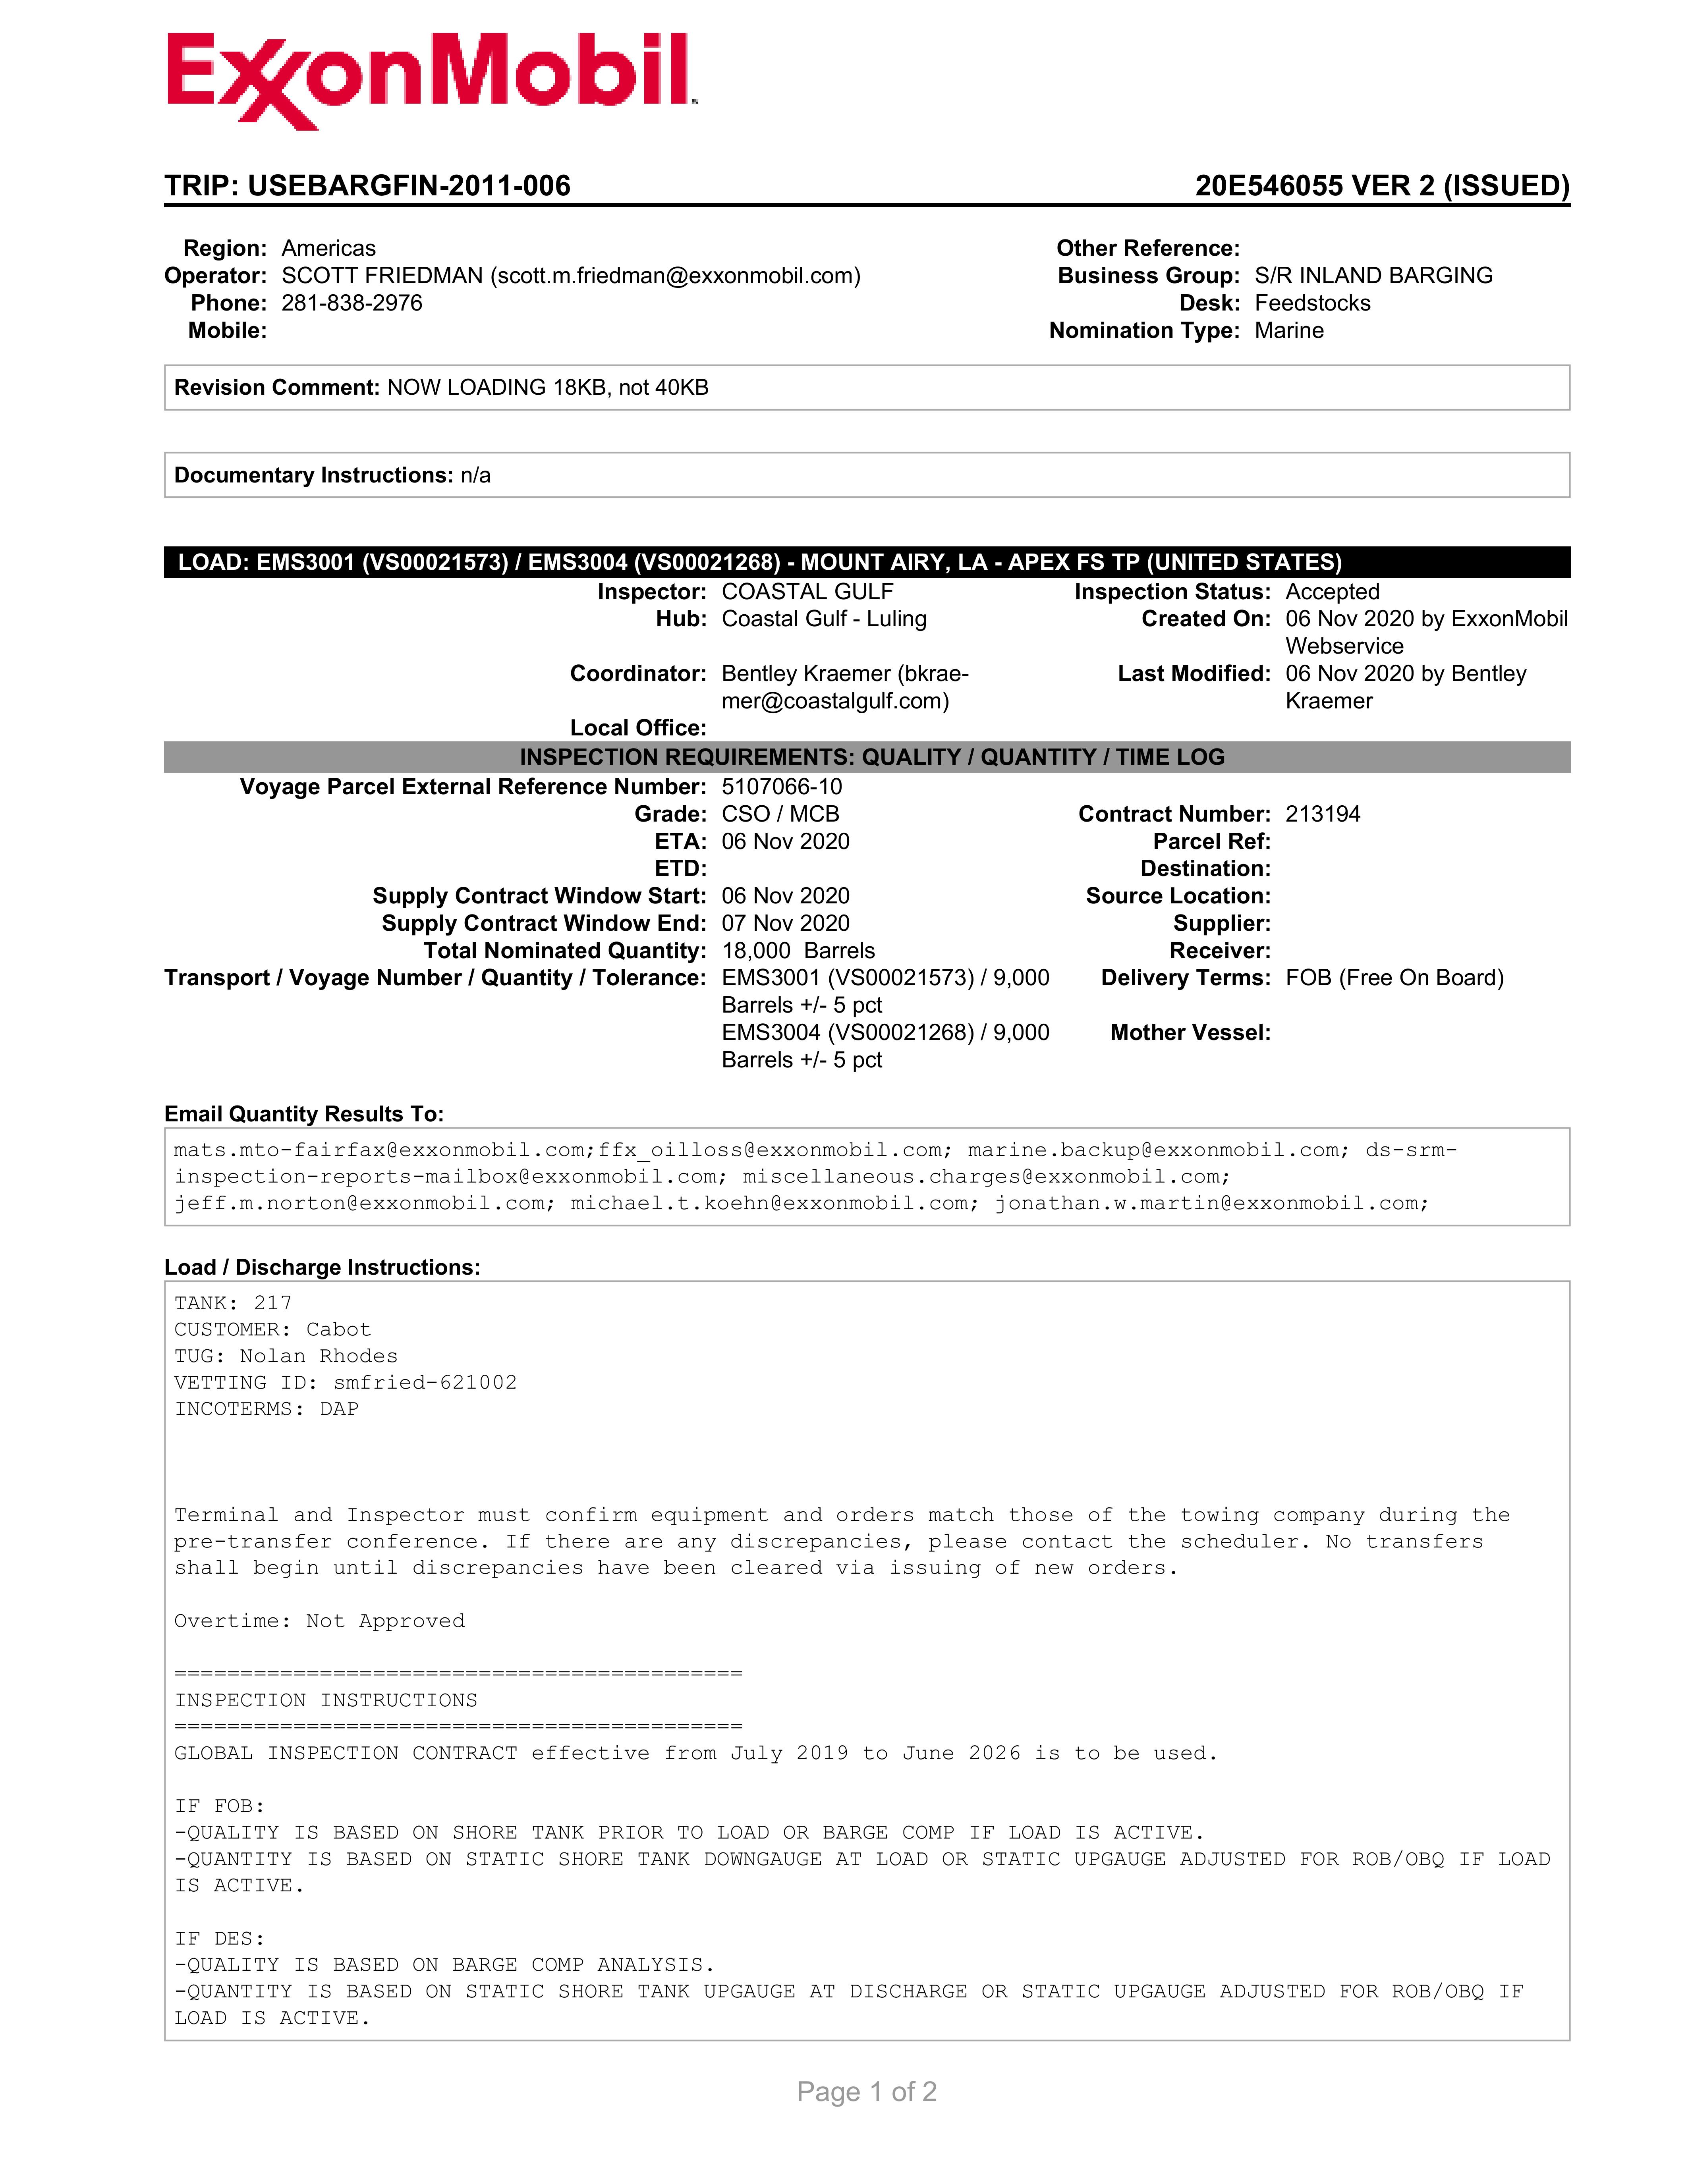 ExxonMobil
TRIP: USEBARGFIN-2011-006 20E546055 VER 2 (ISSUED)
Region: Americas Other Reference:
Operator: SCOTT FRIEDMAN (scott.m.friedman@exxonmobil.com) Business Group: S/R INLAND BARGING
Phone: 281-838-2976 Desk: Feedstocks
Mobile: Nomination Type: Marine
Revision Comment: NOW LOADING 18KB, not 40KB
Documentary Instructions: n/a
LOAD: EMS3001 (VS00021573) / EMS3004 (VS00021268) - MOUNT AIRY, LA - APEX FS TP (UNITED STATES)
Inspector: COASTAL GULF Inspection Status: Accepted
Hub: Coastal Gulf - Luling Created On: 06 Nov 2020 by ExxonMobil
Webservice
Coordinator: Bentley Kraemer (bkrae- Last Modified: 06 Nov 2020 by Bentley
mer@coastalgulf.com) Kraemer
Local Office:
INSPECTION REQUIREMENTS: QUALITY / QUANTITY / TIME LOG
Voyage Parcel External Reference Number: 5107066-10
Grade: CSO / MCB Contract Number: 213194
ETA: 06 Nov 2020 Parcel Ref:
ETD: Destination:
Supply Contract Window Start: 06 Nov 2020 Source Location:
Supply Contract Window End: 07 Nov 2020 Supplier:
Total Nominated Quantity: 18,000 Barrels Receiver:
Transport / Voyage Number / Quantity / Tolerance: EMS3001 (VS00021573) / 9,000 Delivery Terms: FOB (Free On Board)
Barrels +/- 5 pct
EMS3004 (VS00021268) / 9,000 Mother Vessel:
Barrels +/- 5 pct
Email Quantity Results To:
mats.mto-fairfax@exxonmobil.com;ffx_oilloss@exxonmobil.com; marine.backup@exxonmobil.com; ds-srm-
inspection-reports-mailbox@exxonmobil.com; miscellaneous.charges@exxonmobil.com;
jeff.m.norton@exxonmobil.com; michael.t.koehn@exxonmobil.com; jonathan.w.martin@exxonmobil.com;
Load / Discharge Instructions:
TANK: 217
CUSTOMER: Cabot
TUG: Nolan Rhodes
VETTING ID: smfried-621002
INCOTERMS: DAP
Terminal and Inspector must confirm equipment and orders match those of the towing company during the
pre-transfer conference. If there are any discrepancies, please contact the scheduler. No transfers
shall begin until discrepancies have been cleared via issuing of new orders.
Overtime: Not Approved
===========================================
INSPECTION INSTRUCTIONS
===========================================
GLOBAL INSPECTION CONTRACT effective from July 2019 to June 2026 is to be used.
IF FOB:
-QUALITY IS BASED ON SHORE TANK PRIOR TO LOAD OR BARGE COMP IF LOAD IS ACTIVE.
-QUANTITY IS BASED ON STATIC SHORE TANK DOWNGAUGE AT LOAD OR STATIC UPGAUGE ADJUSTED FOR ROB/OBQ IF LOAD
IS ACTIVE.
IF DES:
-QUALITY IS BASED ON BARGE COMP ANALYSIS.
-QUANTITY IS BASED ON STATIC SHORE TANK UPGAUGE AT DISCHARGE OR STATIC UPGAUGE ADJUSTED FOR ROB/OBQ IF
LOAD IS ACTIVE.
Page 1 of 2